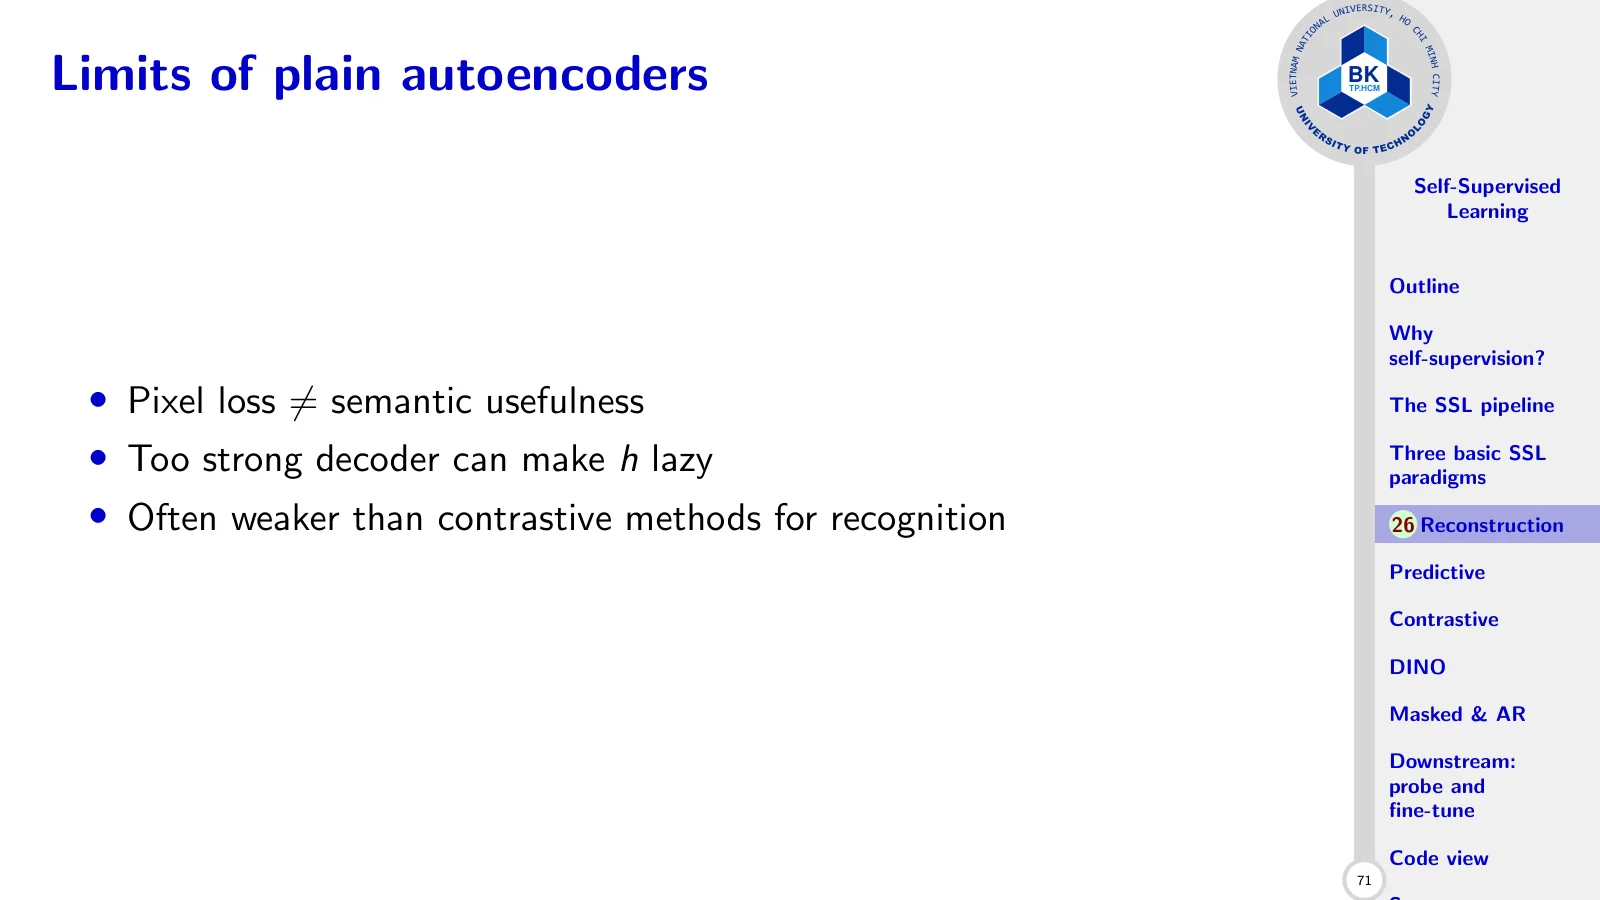 Limits of plain autoencoders
• Pixel loss ≠ semantic usefulness
• Too strong decoder can make h lazy
• Often weaker than contrastive methods for recognition
VIETNAM NATIONAL UNIVERSITY, HO CHI MINH CITY
BK
TP.HCM
UNIVERSITY OF TECHNOLOGY
Self-Supervised
Learning
Outline
Why
self-supervision?
The SSL pipeline
Three basic SSL
paradigms
26 Reconstruction
Predictive
Contrastive
DINO
Masked & AR
Downstream:
probe and
fine-tune
Code view
71